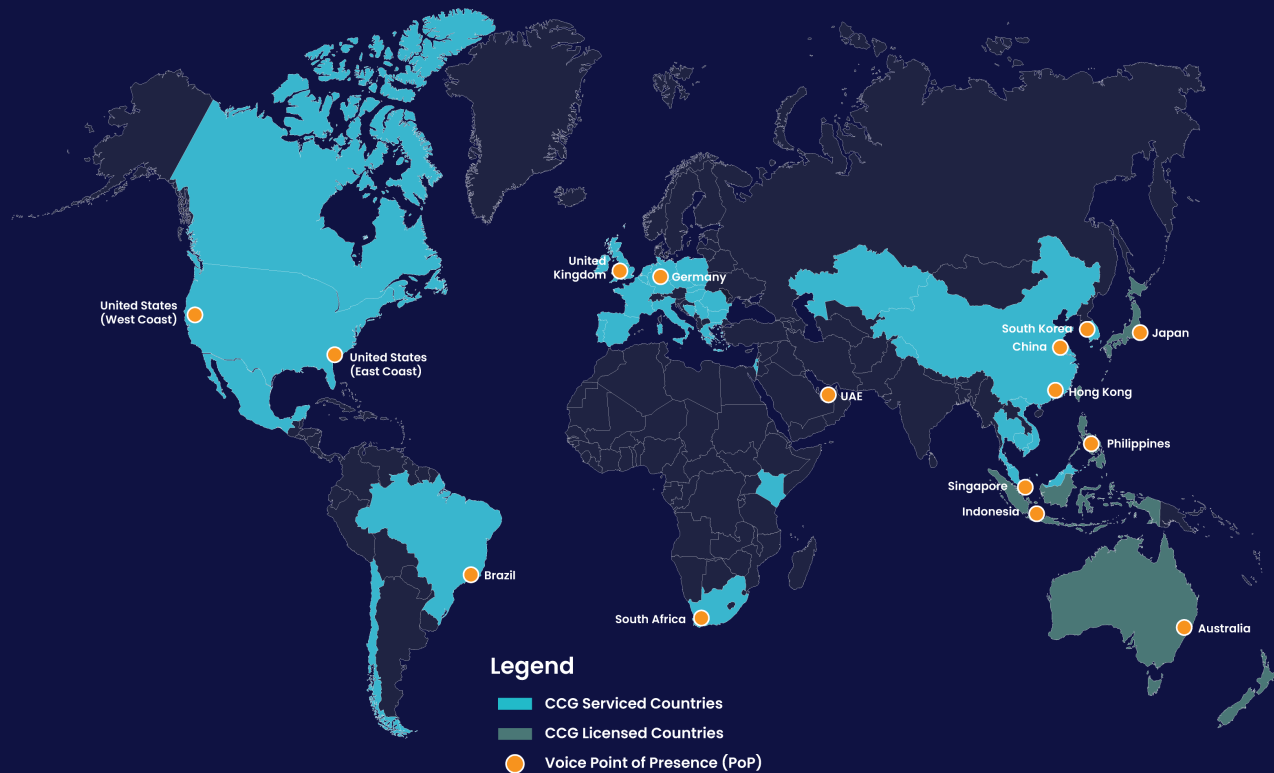 United
Kingdom
Germany
United States
(West Coast)
South Korea
Japan
China
United States
(East Coast)
UAE
Hong Kong
Philippines
Singapore
Indonesia
Brazil
South Africa
Australia
Legend
CCG Serviced Countries
CCG Licensed Countries
Voice Point of Presence (PoP)